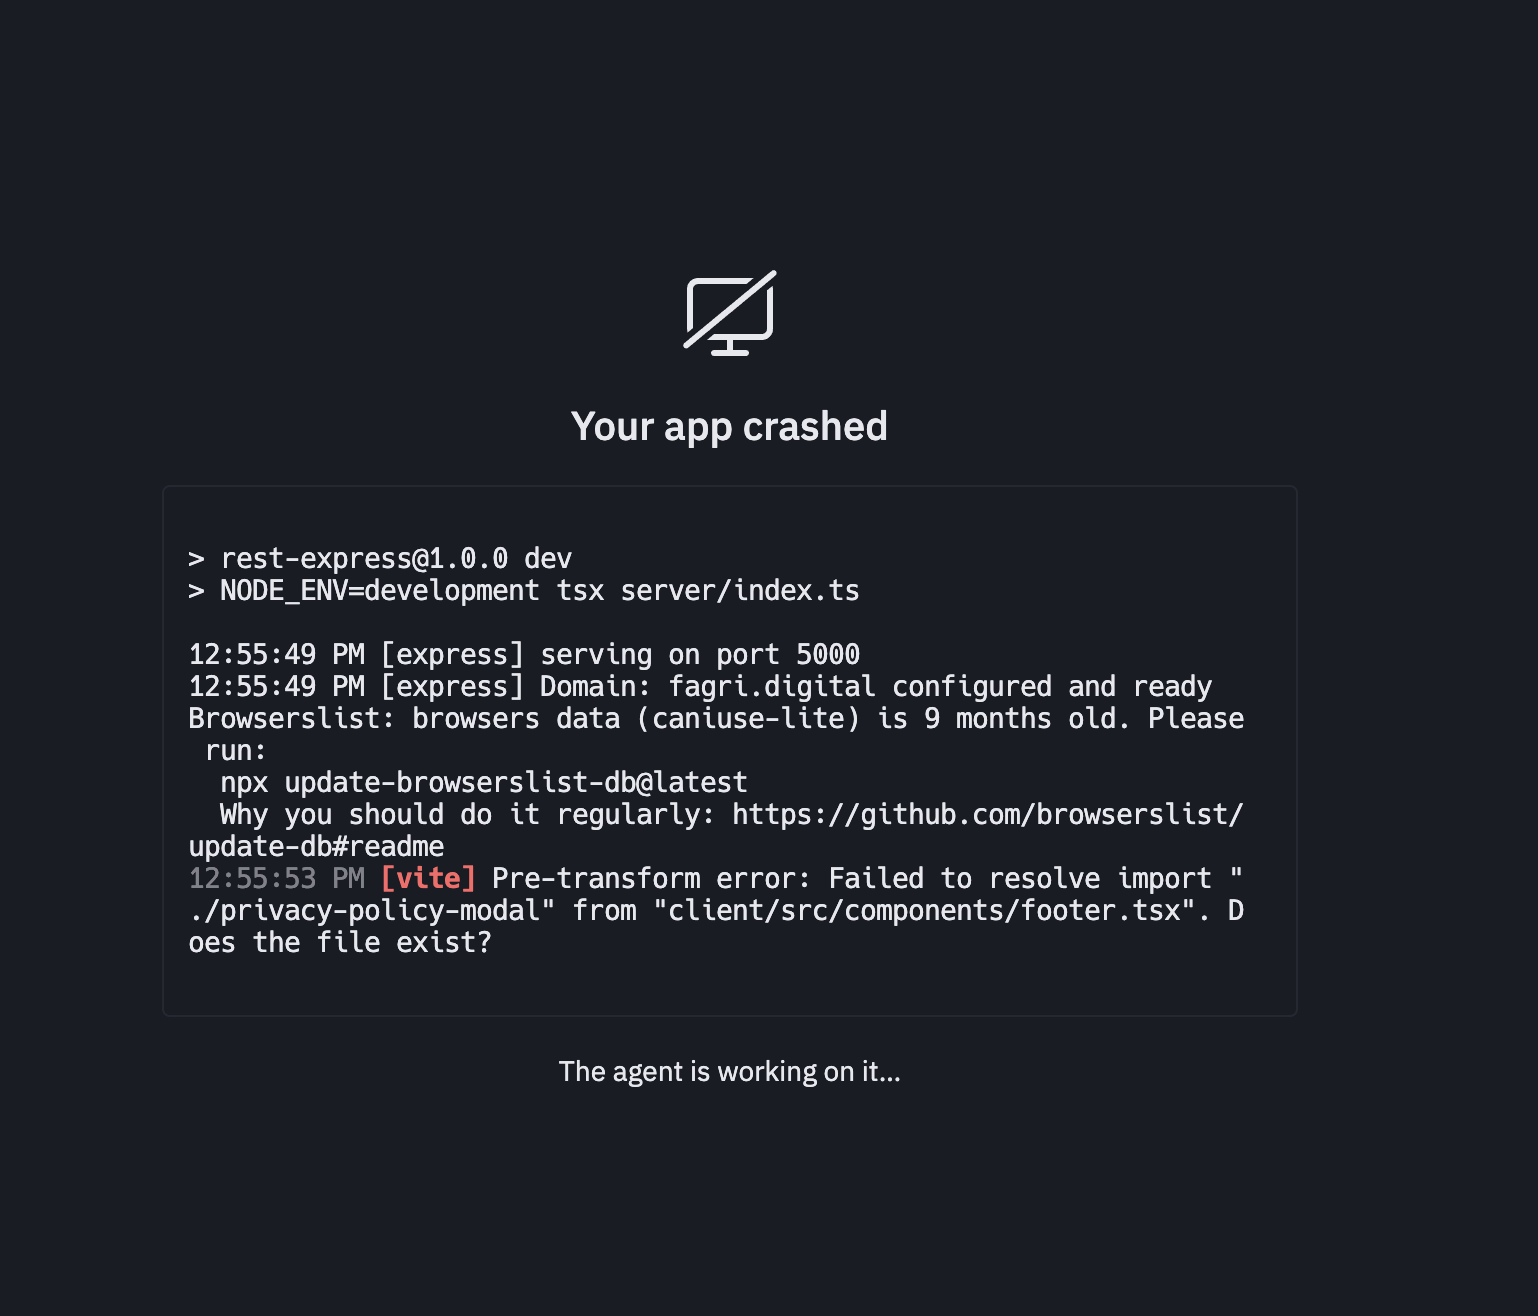 Your app crashed
> rest-express@1.0.0 dev
> NODE_ENV=development tsx server/index.ts
12:55:49 PM [express] serving on port 5000
12:55:49 PM [express] Domain: fagri.digital configured and ready
Browserslist: browsers data (caniuse-lite) is 9 months old. Please
 run:
  npx update-browserslist-db@latest
  Why you should do it regularly: https://github.com/browserslist/
update-db#readme
12:55:53 PM [vite] Pre-transform error: Failed to resolve import "
./privacy-policy-modal" from "client/src/components/footer.tsx". D
oes the file exist?
The agent is working on it...